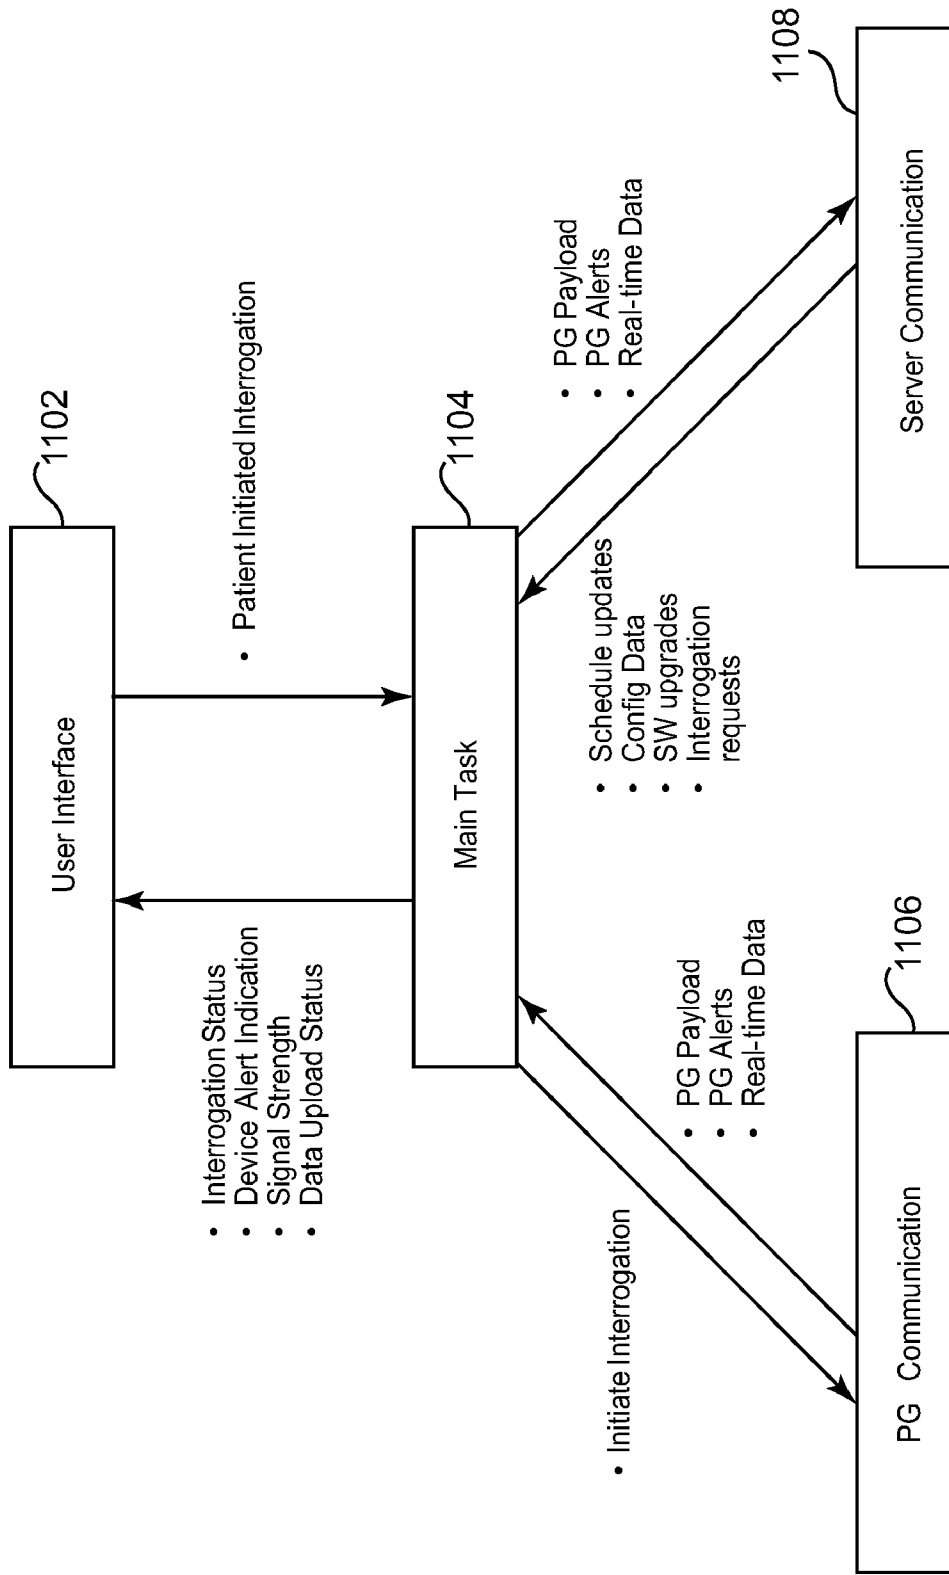 User Interface
1102
• Interrogation Status
• Device Alert Indication
• Signal Strength
• Data Upload Status
• Patient Initiated Interrogation
Main Task
1104
• Initiate Interrogation
• PG Payload
• PG Alerts
• Real-time Data
• Schedule updates
• Config Data
• SW upgrades
• Interrogation
requests
• PG Payload
• PG Alerts
• Real-time Data
PG Communication
1106
Server Communication
1108